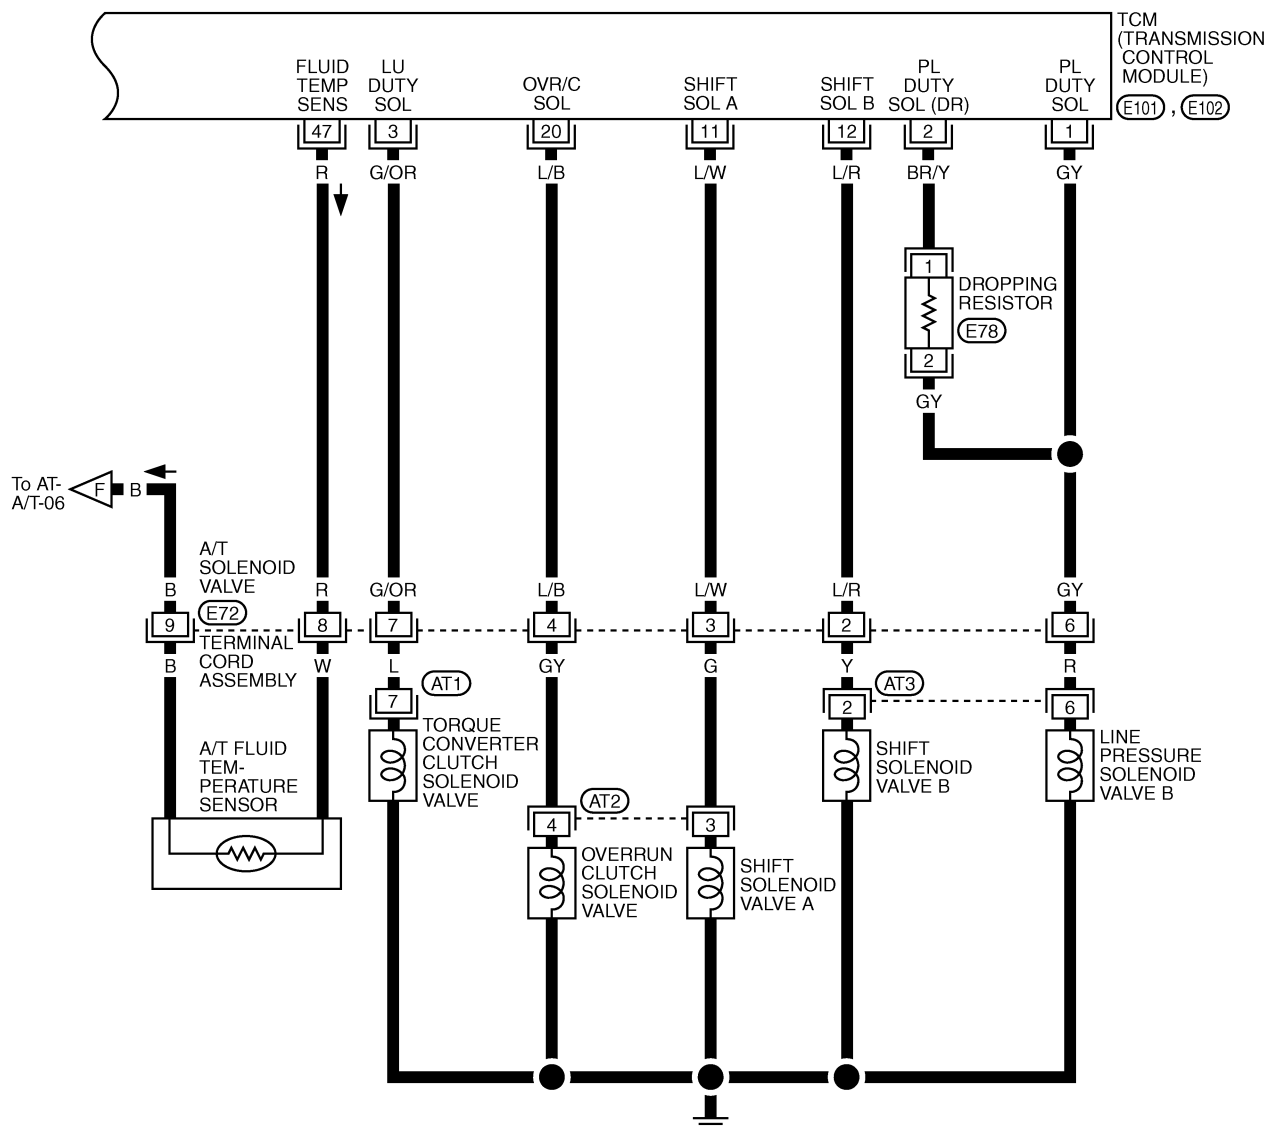 TCM
(TRANSMISSION
CONTROL
MODULE)
E101 , E102
FLUID
TEMP
SENS
LU
DUTY
SOL
OVR/C
SOL
SHIFT
SOL A
SHIFT
SOL B
PL
DUTY
SOL (DR)
PL
DUTY
SOL
47
3
20
11
12
2
1
R
G/OR
L/B
L/W
L/R
BR/Y
GY
1
DROPPING
RESISTOR
E78
2
GY
To AT-
A/T-06
F
B
A/T
SOLENOID
VALVE
E72
TERMINAL
CORD
ASSEMBLY
B
R
G/OR
L/B
L/W
L/R
GY
9
8
7
4
3
2
6
B
W
L
GY
G
Y
R
7
AT1
2
AT3
6
TORQUE
CONVERTER
CLUTCH
SOLENOID
VALVE
SHIFT
SOLENOID
VALVE B
LINE
PRESSURE
SOLENOID
VALVE B
A/T FLUID
TEM-
PERATURE
SENSOR
4
AT2
3
OVERRUN
CLUTCH
SOLENOID
VALVE
SHIFT
SOLENOID
VALVE A